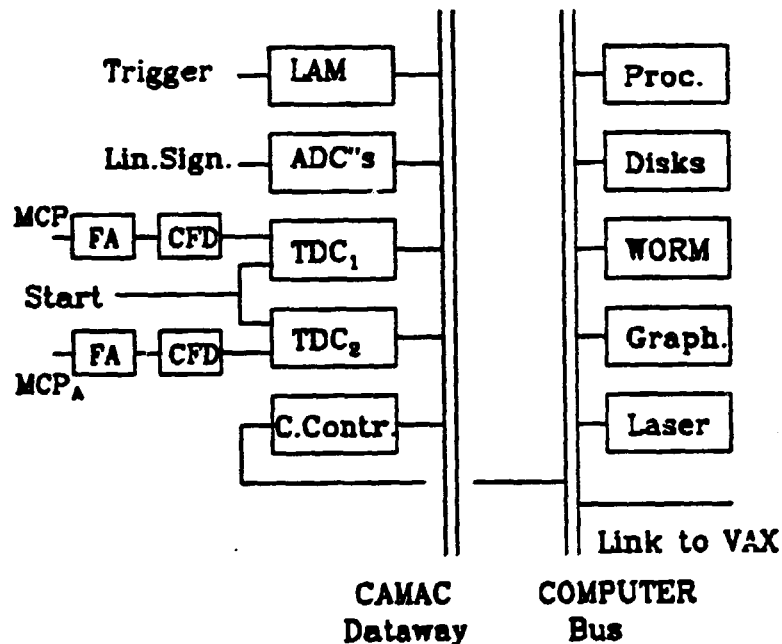 Trigger
LAM
Proc.
Lin.Sign.
ADC"s
Disks
MCP
FA
CFD
TDC₁
WORM
Start
FA
CFD
TDC₂
Graph.
MCP_A
C.Contr.
Laser
Link to VAX
CAMAC
Dataway
COMPUTER
Bus